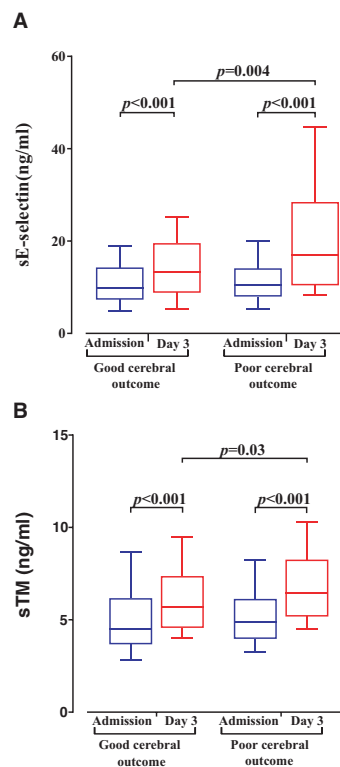 A
60
40
20
0
sE-selectin(ng/ml)
p=0.004
p<0.001
p<0.001
Admission Day 3 Admission Day 3
Good cerebral outcome
Poor cerebral outcome
B
15
10
5
0
sTM (ng/ml)
p=0.03
p<0.001
p<0.001
Admission Day 3 Admission Day 3
Good cerebral outcome
Poor cerebral outcome